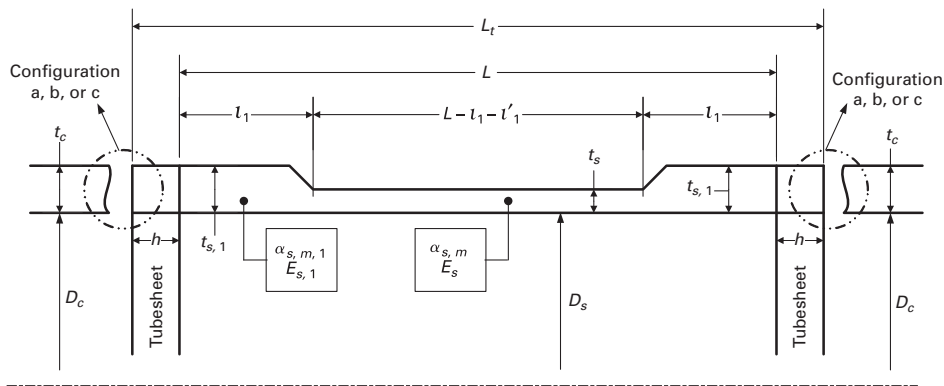 L_t
Configuration
a, b, or c
L
Configuration
a, b, or c
l_1
L – l_1 – l'_1
l_1
t_c
t_s
t_{s, 1}
t_c
t_{s, 1}
h
α_{s, m, 1}
E_{s, 1}
α_{s, m}
E_s
h
D_c
Tubesheet
D_s
Tubesheet
D_c